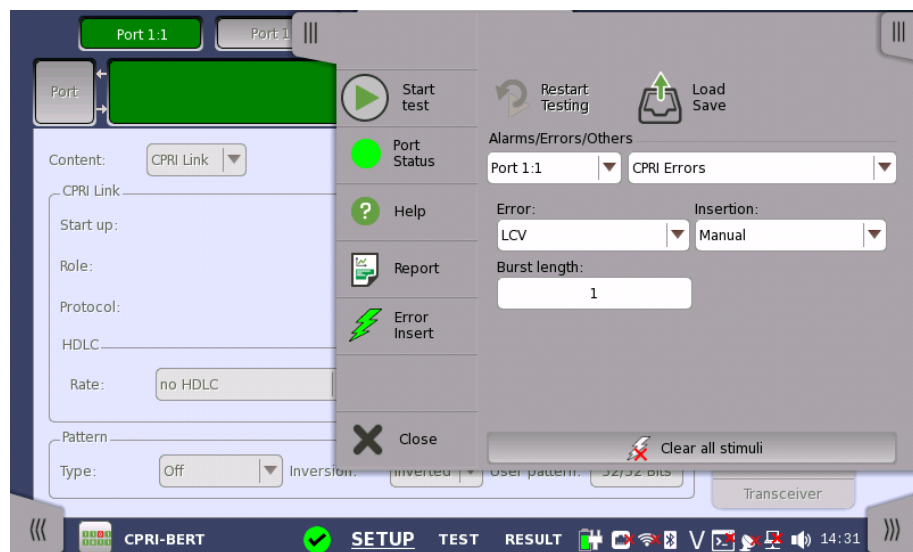 Port 1:1
Port 1
Port
Content:
CPRI Link
CPRI Link
Start up:
Role:
Protocol:
HDLC
Rate:
no HDLC
Pattern
Type:
Off
Inversion:
Inverted
User pattern:
32/32 Bits
Transceiver
Start
test
Port
Status
Help
Report
Error
Insert
Close
Restart
Testing
Load
Save
Alarms/Errors/Others
Port 1:1
CPRI Errors
Error:
Insertion:
LCV
Manual
Burst length:
1
Clear all stimuli
CPRI-BERT
SETUP
TEST
RESULT
V
14:31